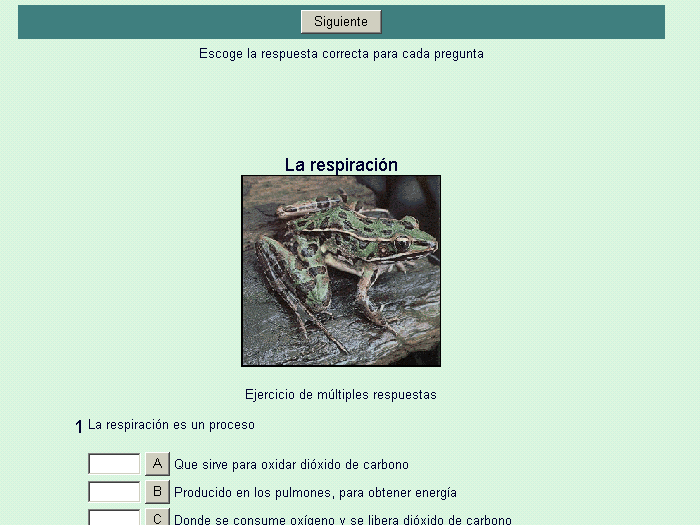 Siguiente
Escoge la respuesta correcta para cada pregunta
La respiración
Ejercicio de múltiples respuestas
1 La respiración es un proceso
A Que sirve para oxidar dióxido de carbono
B Producido en los pulmones, para obtener energía
C Donde se consume oxígeno y se libera dióxido de carbono